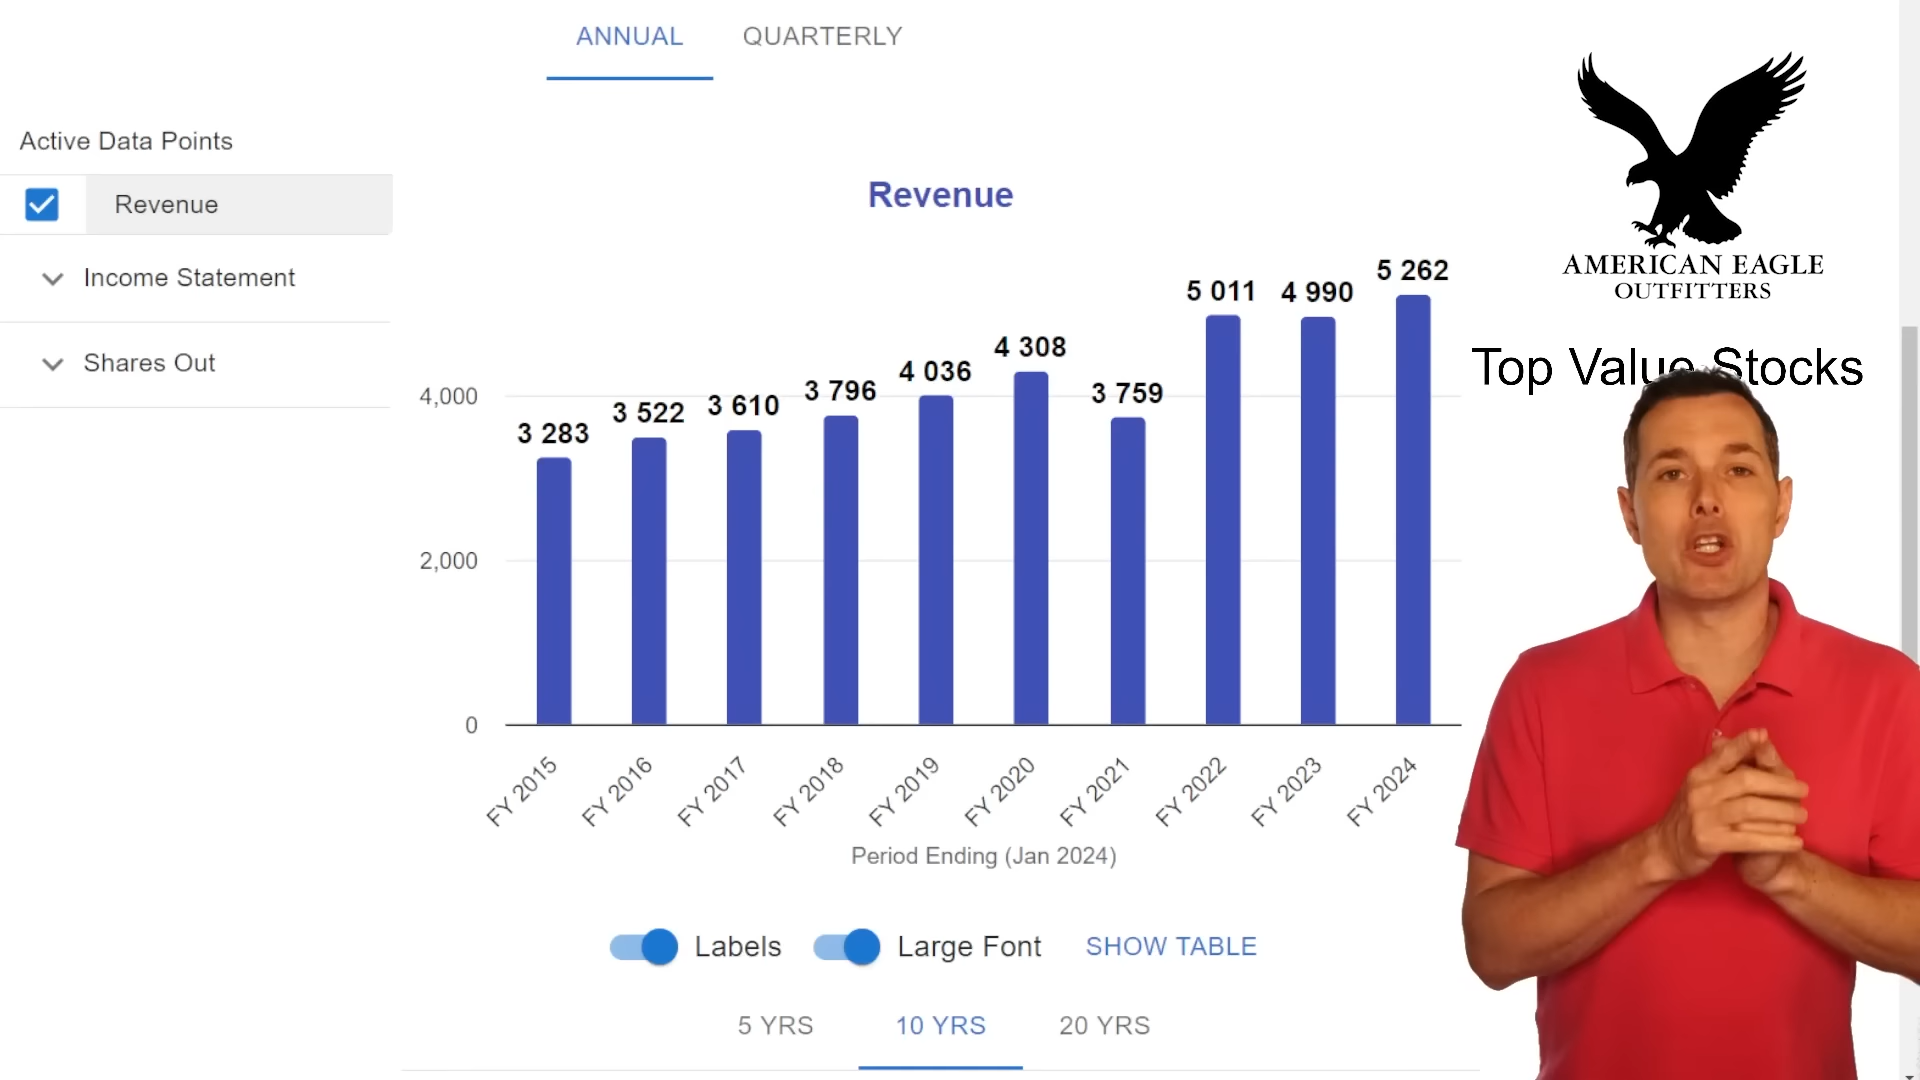 ANNUAL QUARTERLY
Active Data Points
Revenue
Income Statement
Shares Out
Revenue
3 283 3 522 3 610 3 796 4 036 4 308 3 759 5 011 4 990 5 262
4,000
2,000
0
FY 2015 FY 2016 FY 2017 FY 2018 FY 2019 FY 2020 FY 2021 FY 2022 FY 2023 FY 2024
Period Ending (Jan 2024)
Labels Large Font SHOW TABLE
5 YRS 10 YRS 20 YRS
AMERICAN EAGLE
OUTFITTERS
Top Value Stocks